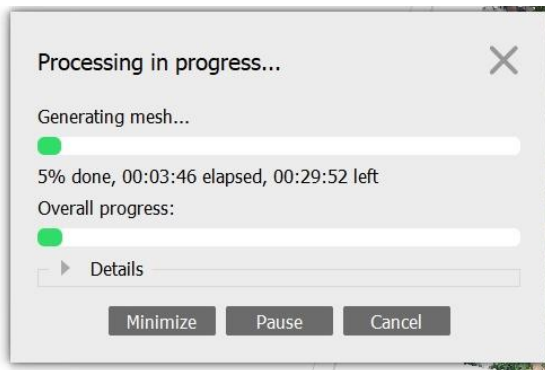 Processing in progress...
Generating mesh...
5% done, 00:03:46 elapsed, 00:29:52 left
Overall progress:
Details
Minimize Pause Cancel